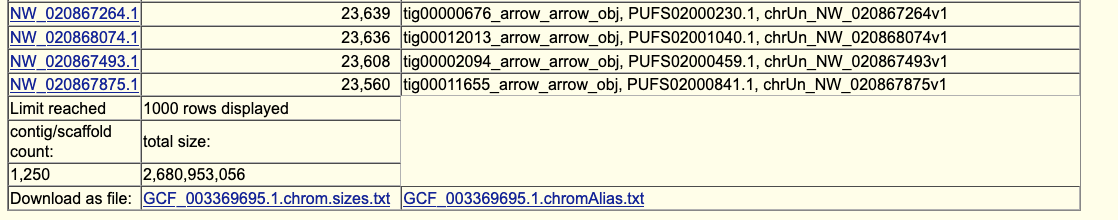 NW_020867264.1 23,639 tig00000676_arrow_arrow_obj, PUFS02000230.1, chrUn_NW_020867264v1
NW_020868074.1 23,636 tig00012013_arrow_arrow_obj, PUFS02001040.1, chrUn_NW_020868074v1
NW_020867493.1 23,608 tig00002094_arrow_arrow_obj, PUFS02000459.1, chrUn_NW_020867493v1
NW_020867875.1 23,560 tig00011655_arrow_arrow_obj, PUFS02000841.1, chrUn_NW_020867875v1
Limit reached 1000 rows displayed
contig/scaffold
count: total size:
1,250 2,680,953,056
Download as file: GCF_003369695.1.chrom.sizes.txt GCF_003369695.1.chromAlias.txt